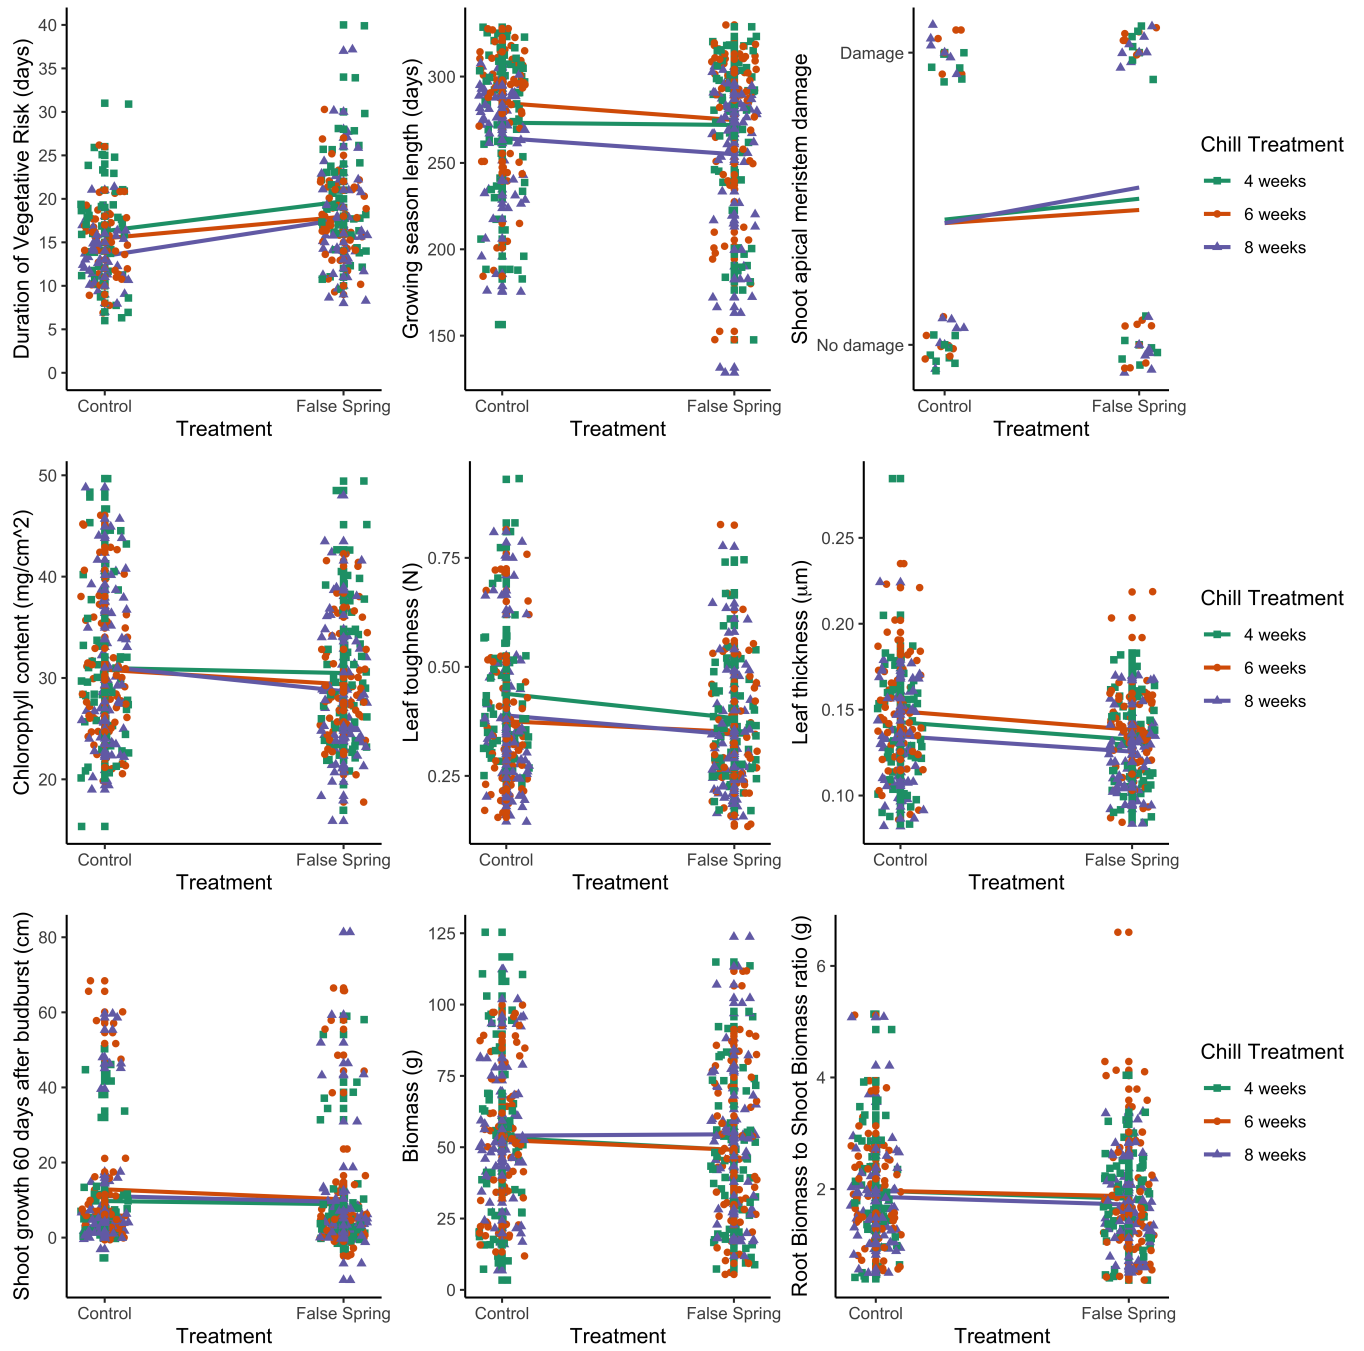 Duration of Vegetative Risk (days)
40
35
30
25
20
15
10
5
0
Control
False Spring
Treatment
Growing season length (days)
300
250
200
150
Control
False Spring
Treatment
Shoot apical meristem damage
Damage
No damage
Control
False Spring
Treatment
Chill Treatment
4 weeks
6 weeks
8 weeks
Chlorophyll content (mg/cm^2)
50
40
30
20
Control
False Spring
Treatment
Leaf toughness (N)
0.75
0.50
0.25
Control
False Spring
Treatment
Leaf thickness (μm)
0.25
0.20
0.15
0.10
Control
False Spring
Treatment
Chill Treatment
4 weeks
6 weeks
8 weeks
Shoot growth 60 days after budburst (cm)
80
60
40
20
0
Control
False Spring
Treatment
Biomass (g)
125
100
75
50
25
0
Control
False Spring
Treatment
Root Biomass to Shoot Biomass ratio (g)
6
4
2
Control
False Spring
Treatment
Chill Treatment
4 weeks
6 weeks
8 weeks